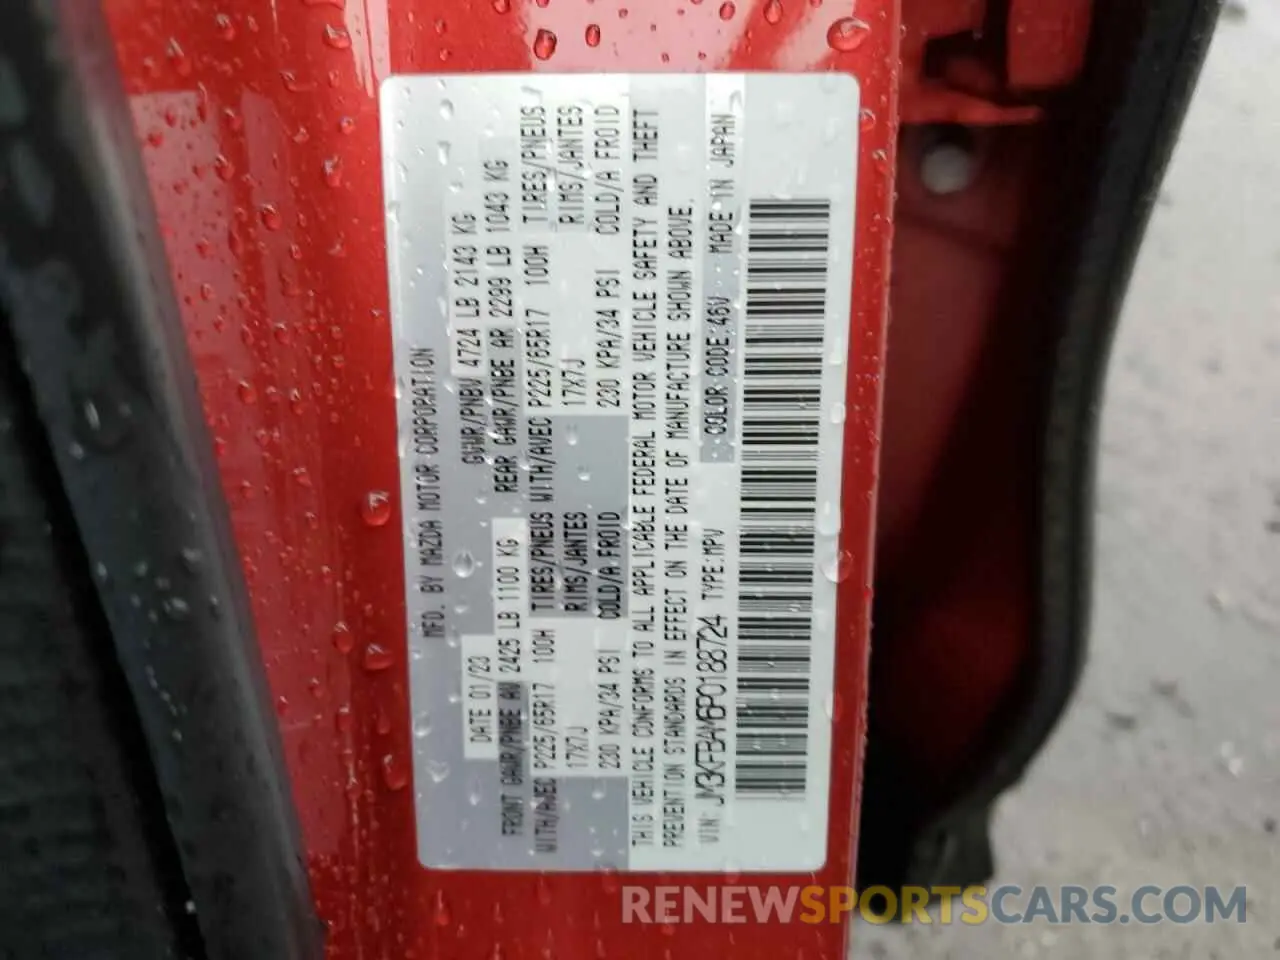 MFD. BY MAZDA MOTOR CORPORATION
DATE 01/23 GVWR/PNBV 4724 LB 2143 KG
FRONT GAWR/PNBE AV 2425 LB 1100 KG REAR GAWR/PNBE AR 2299 LB 1043 KG
WITH/AVEC P225/65R17 100H TIRES/PNEUS WITH/AVEC P225/65R17 100H TIRES/PNEUS
17X7J RIMS/JANTES 17X7J RIMS/JANTES
230 KPA/34 PSI COLD/A FROID 230 KPA/34 PSI COLD/A FROID
THIS VEHICLE CONFORMS TO ALL APPLICABLE FEDERAL MOTOR VEHICLE SAFETY AND THEFT
PREVENTION STANDARDS IN EFFECT ON THE DATE OF MANUFACTURE SHOWN ABOVE.
VIN: JM3KFBAM6P0188724 TYPE:MPV COLOR CODE:46V MADE IN JAPAN
RENEWSPORTSCARS.COM